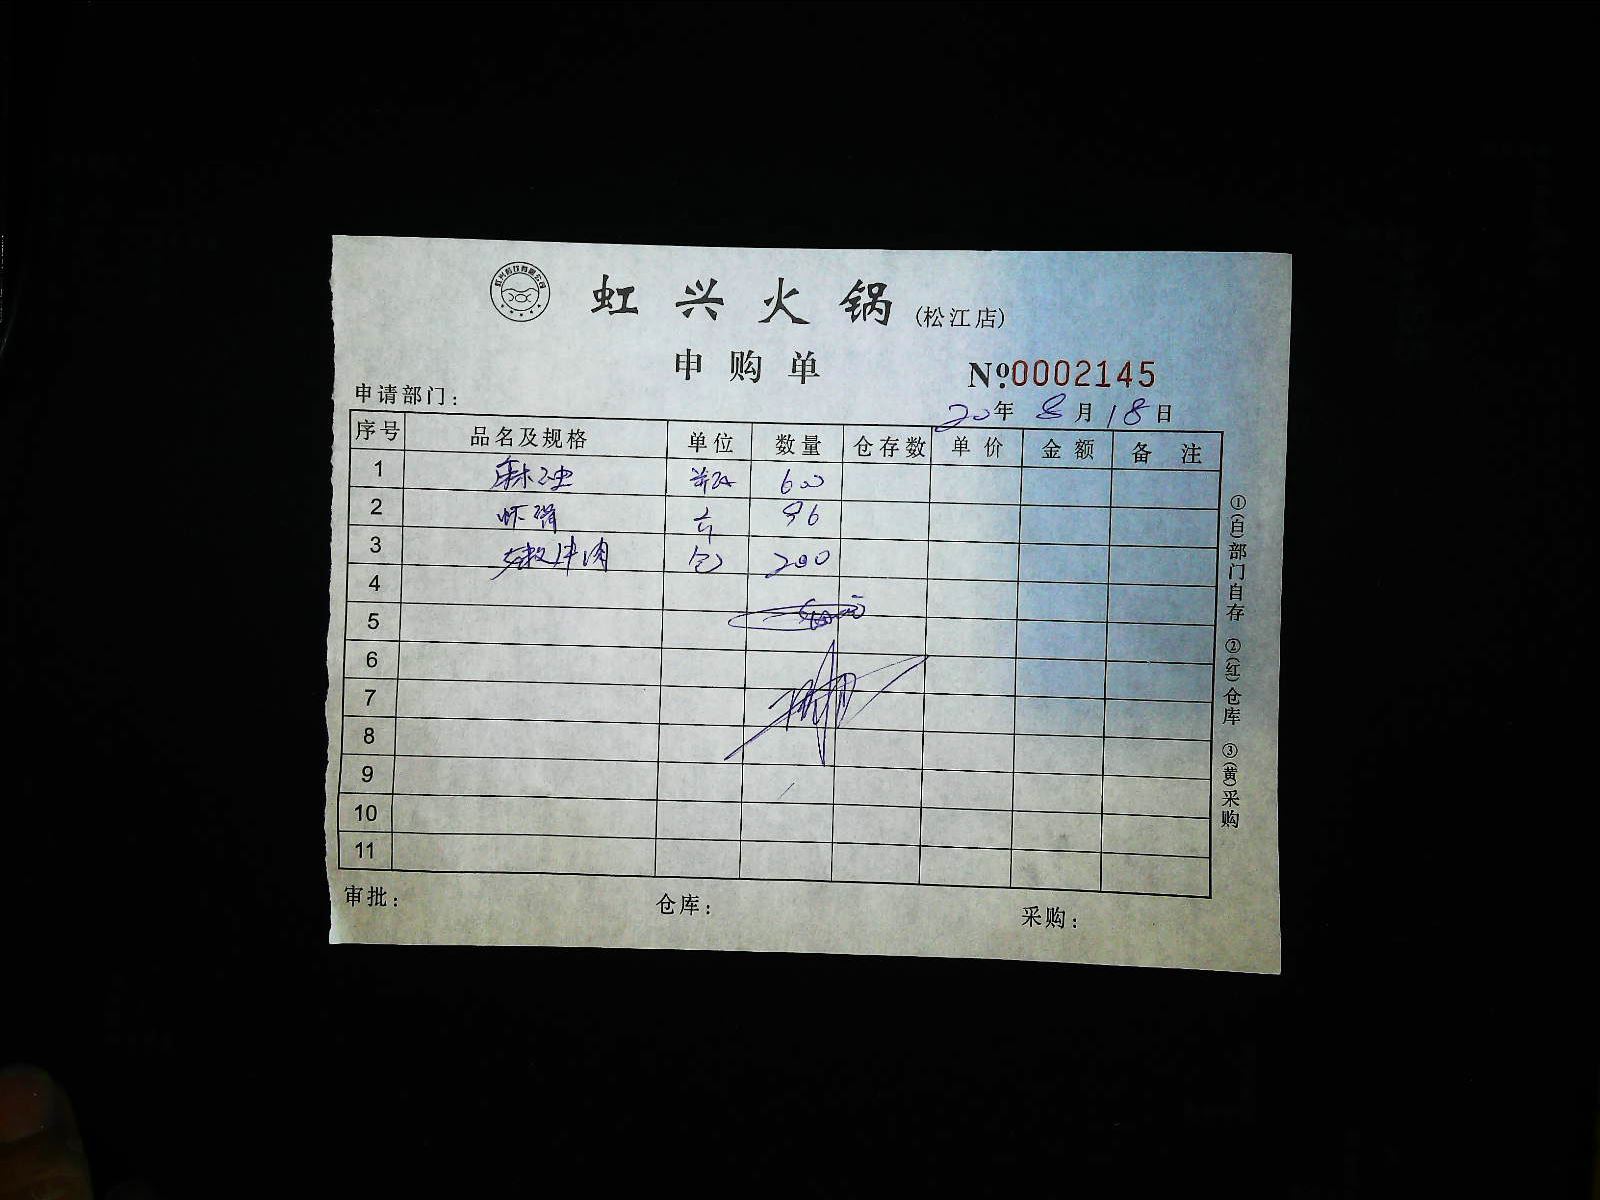 虹兴火锅(松江店)
申购单
№0002145
申请部门:
20年8月18日
序号 品名及规格 单位 数量 仓存数 单价 金额 备注
1 麻油 瓶 600
2 虾滑 96
3 嫩牛肉 包 200
4
5
6
7
8
9
10
11
审批: 仓库: 采购:
①(白)部门自存 ②(红)仓库 ③(黄)采购